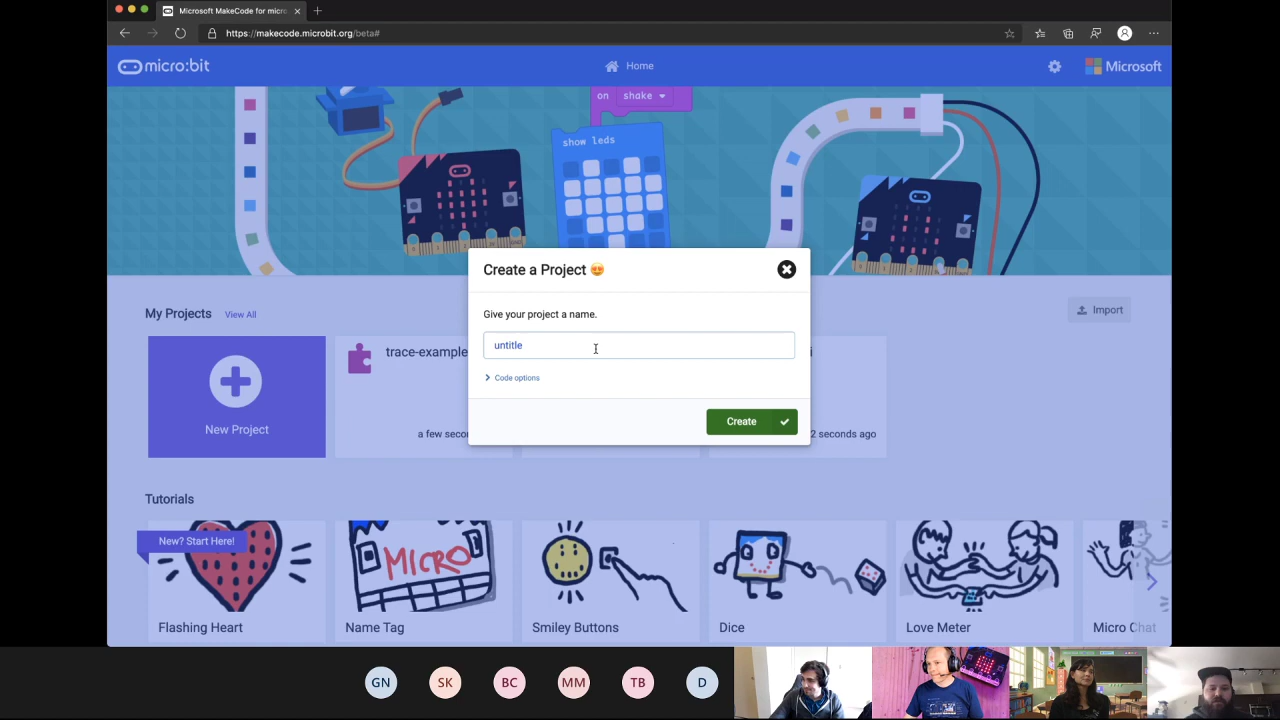 Microsoft MakeCode for micro
https://makecode.microbit.org/beta#
micro:bit
Home
Microsoft
on shake
show leds
Create a Project
Give your project a name.
untitle
Code options
Create
My Projects
View All
Import
New Project
trace-example
i
a few secon
2 seconds ago
Tutorials
New? Start Here!
MICRO
Flashing Heart
Name Tag
Smiley Buttons
Dice
Love Meter
Micro Chat
GN
SK
BC
MM
TB
D